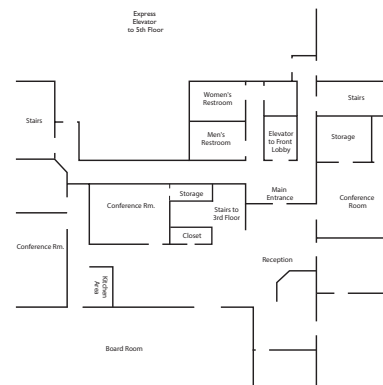 Express
Elevator
to 5th Floor
Women's
Restroom
Stairs
Stairs
Men's
Restroom
Elevator
to Front
Lobby
Storage
Storage
Main
Entrance
Conference Rm.
Stairs to
3rd Floor
Conference
Room
Closet
Conference Rm.
Reception
Kitchen
Area
Board Room